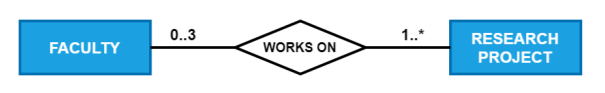 0..3
1..*
FACULTY
WORKS ON
RESEARCH
PROJECT